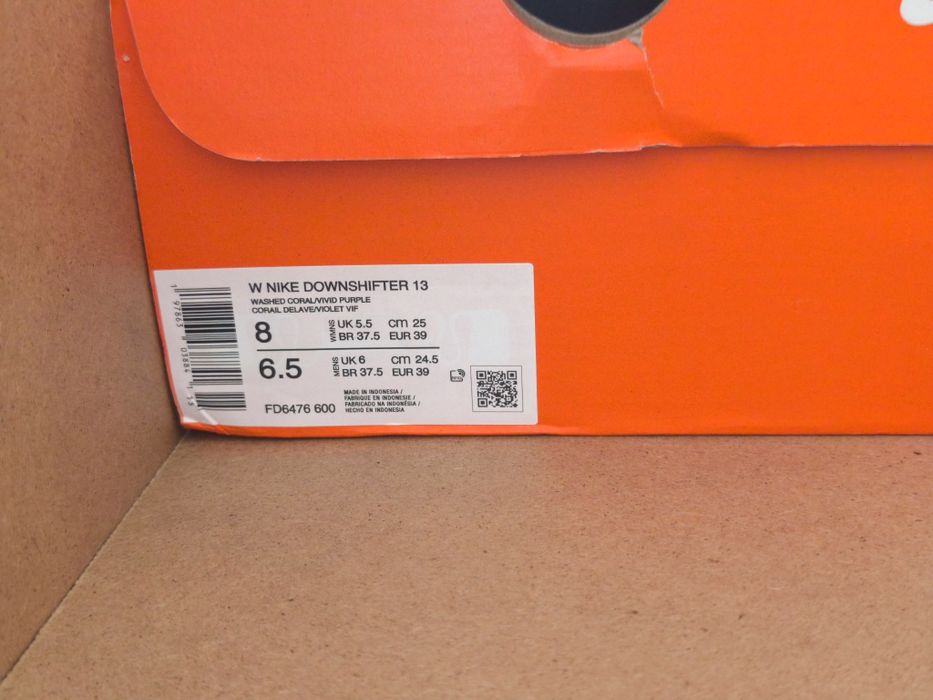 W NIKE DOWNSHIFTER 13
WASHED CORAL/VIVID PURPLE
CORAIL DELAVE/VIOLET VIF
8 WMNS UK 5.5 cm 25
BR 37.5 EUR 39
6.5 MENS UK 6 cm 24.5
BR 37.5 EUR 39
MADE IN INDONESIA /
FABRIQUE EN INDONESIE /
FABRICADO NA INDONÉSIA /
HECHO EN INDONESIA
FD6476 600